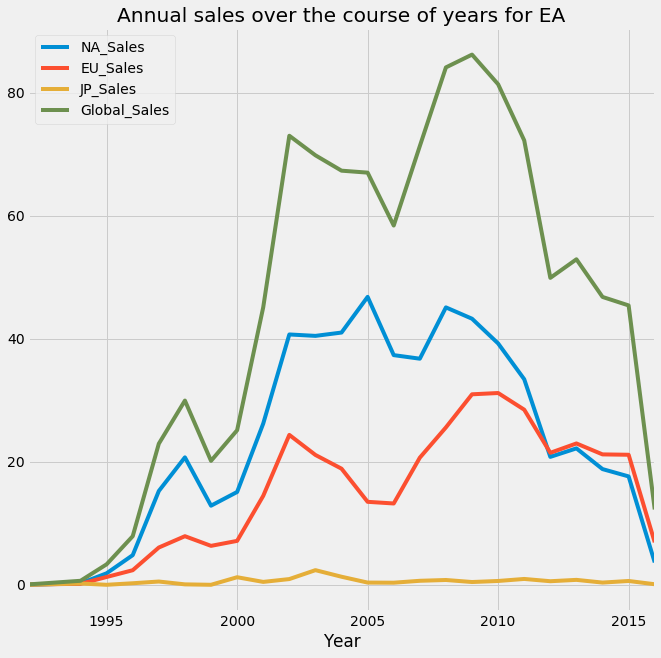 Annual sales over the course of years for EA
NA_Sales
EU_Sales
JP_Sales
Global_Sales
80
60
40
20
0
1995 2000 2005 2010 2015
Year